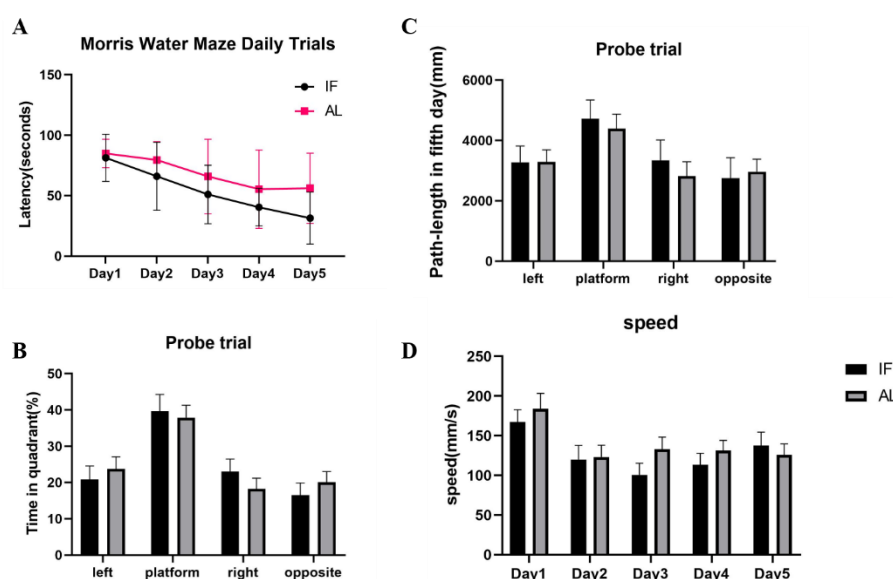 A
Morris Water Maze Daily Trials
IF
AL
Latency(seconds)
150
100
50
0
Day1 Day2 Day3 Day4 Day5
B
Probe trial
Time in quadrant(%)
50
40
30
20
10
0
left platform right opposite
C
Probe trial
Path-length in fifth day(mm)
6000
4000
2000
0
left platform right opposite
D
speed
speed(mm/s)
250
200
150
100
50
0
Day1 Day2 Day3 Day4 Day5
IF
AL